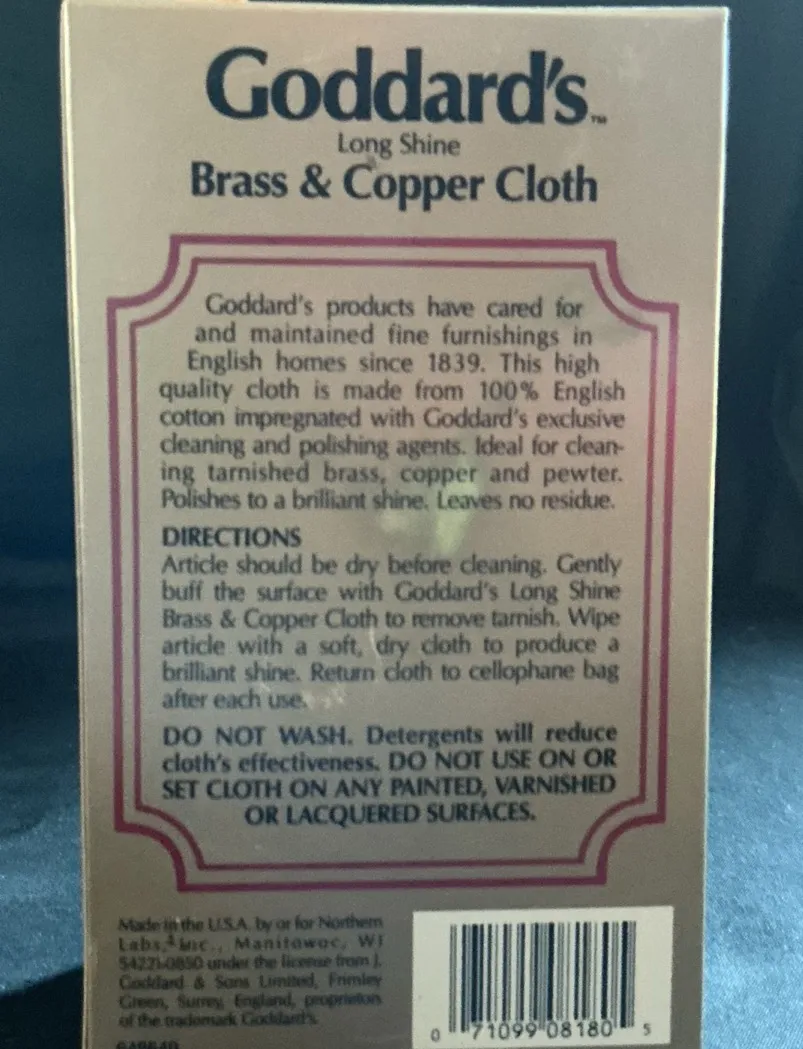 Goddard's™
Long Shine
Brass & Copper Cloth
Goddard's products have cared for
and maintained fine furnishings in
English homes since 1839. This high
quality cloth is made from 100% English
cotton impregnated with Goddard's exclusive
cleaning and polishing agents. Ideal for clean-
ing tarnished brass, copper and pewter.
Polishes to a brilliant shine. Leaves no residue.
DIRECTIONS
Article should be dry before cleaning. Gently
buff the surface with Goddard's Long Shine
Brass & Copper Cloth to remove tarnish. Wipe
article with a soft, dry cloth to produce a
brilliant shine. Return cloth to cellophane bag
after each use.
DO NOT WASH. Detergents will reduce
cloth's effectiveness. DO NOT USE ON OR
SET CLOTH ON ANY PAINTED, VARNISHED
OR LACQUERED SURFACES.
Made in the U.S.A. by or for Northern
Labs, Inc., Manitowoc, WI
54221-0850 under the license from J.
Goddard & Sons Limited, Frimley
Green, Surrey, England, proprietors
of the trademark Goddard's.
0 71099 08180 5